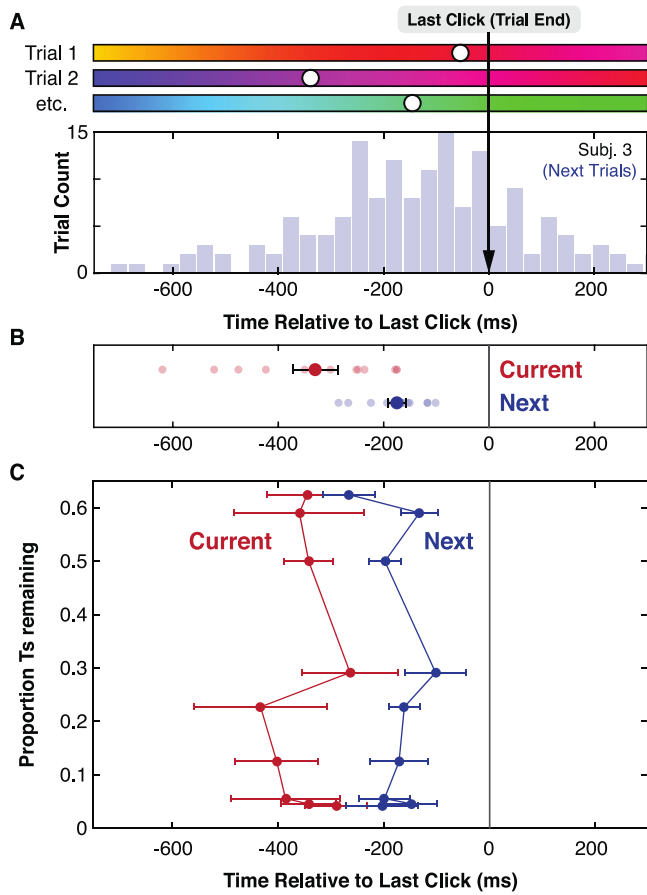 A
Last Click (Trial End)
Trial 1
Trial 2
etc.
15
0
Trial Count
Subj. 3
(Next Trials)
-600 -400 -200 0 200
Time Relative to Last Click (ms)
B
Current
Next
-600 -400 -200 0 200
C
0.6
0.5
0.4
0.3
0.2
0.1
0
Proportion Ts remaining
Current
Next
-600 -400 -200 0 200
Time Relative to Last Click (ms)